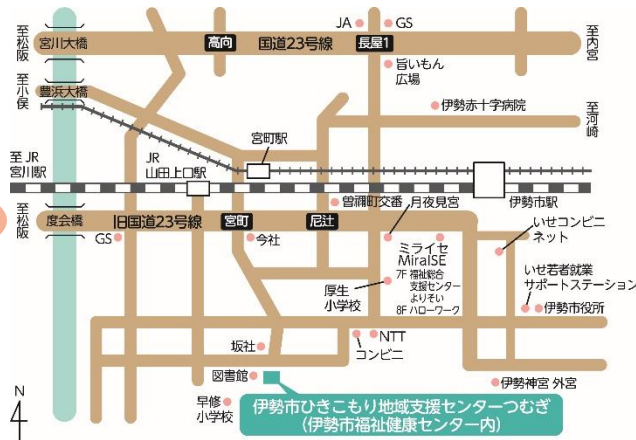 JA
GS
至松阪
宮川大橋
高向
国道23号線
長屋1
至内宮
旨いもん
広場
至小俣
豊浜大橋
伊勢赤十字病院
至河崎
宮町駅
至 JR
宮川駅
JR
山田上口駅
伊勢市駅
曽祢町交番
月夜見宮
至松阪
度会橋
旧国道23号線
宮町
尼辻
GS
今社
ミライセ
MiraISE
7F 福祉総合
支援センター
よりそい
8F ハローワーク
いせコンビニ
ネット
厚生
小学校
いせ若者就業
サポートステーション
伊勢市役所
坂社
コンビニ
NTT
図書館
早修
小学校
伊勢神宮 外宮
N
伊勢市ひきこもり地域支援センターつむぎ
(伊勢市福祉健康センター内)